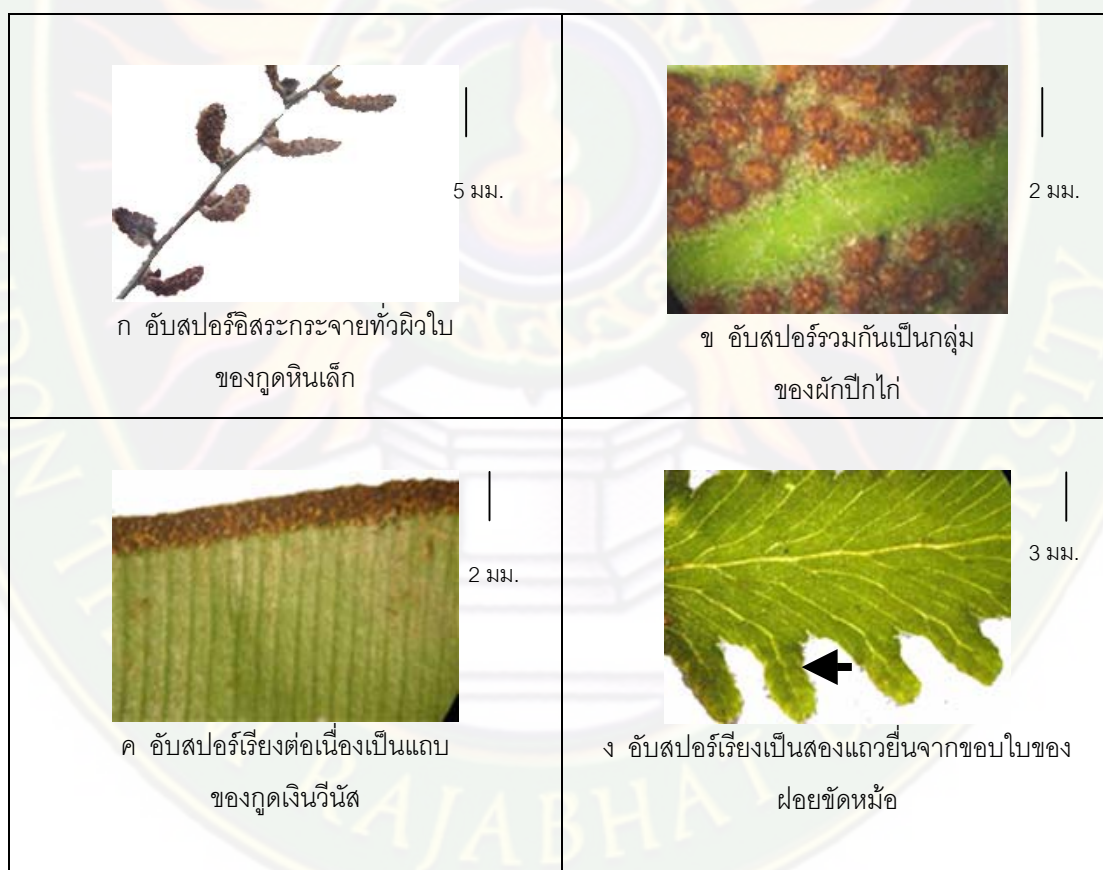 5 มม.
ก อับสปอร์อิสระกระจายทั่วผิวใบ
ของกูดหินเล็ก
2 มม.
ข อับสปอร์รวมกันเป็นกลุ่ม
ของผักปีกไก่
2 มม.
ค อับสปอร์เรียงต่อเนื่องเป็นแถบ
ของกูดเงินวีนัส
3 มม.
ง อับสปอร์เรียงเป็นสองแถวยื่นจากขอบใบของ
ฝอยขัดหม้อ
RAJABHAT